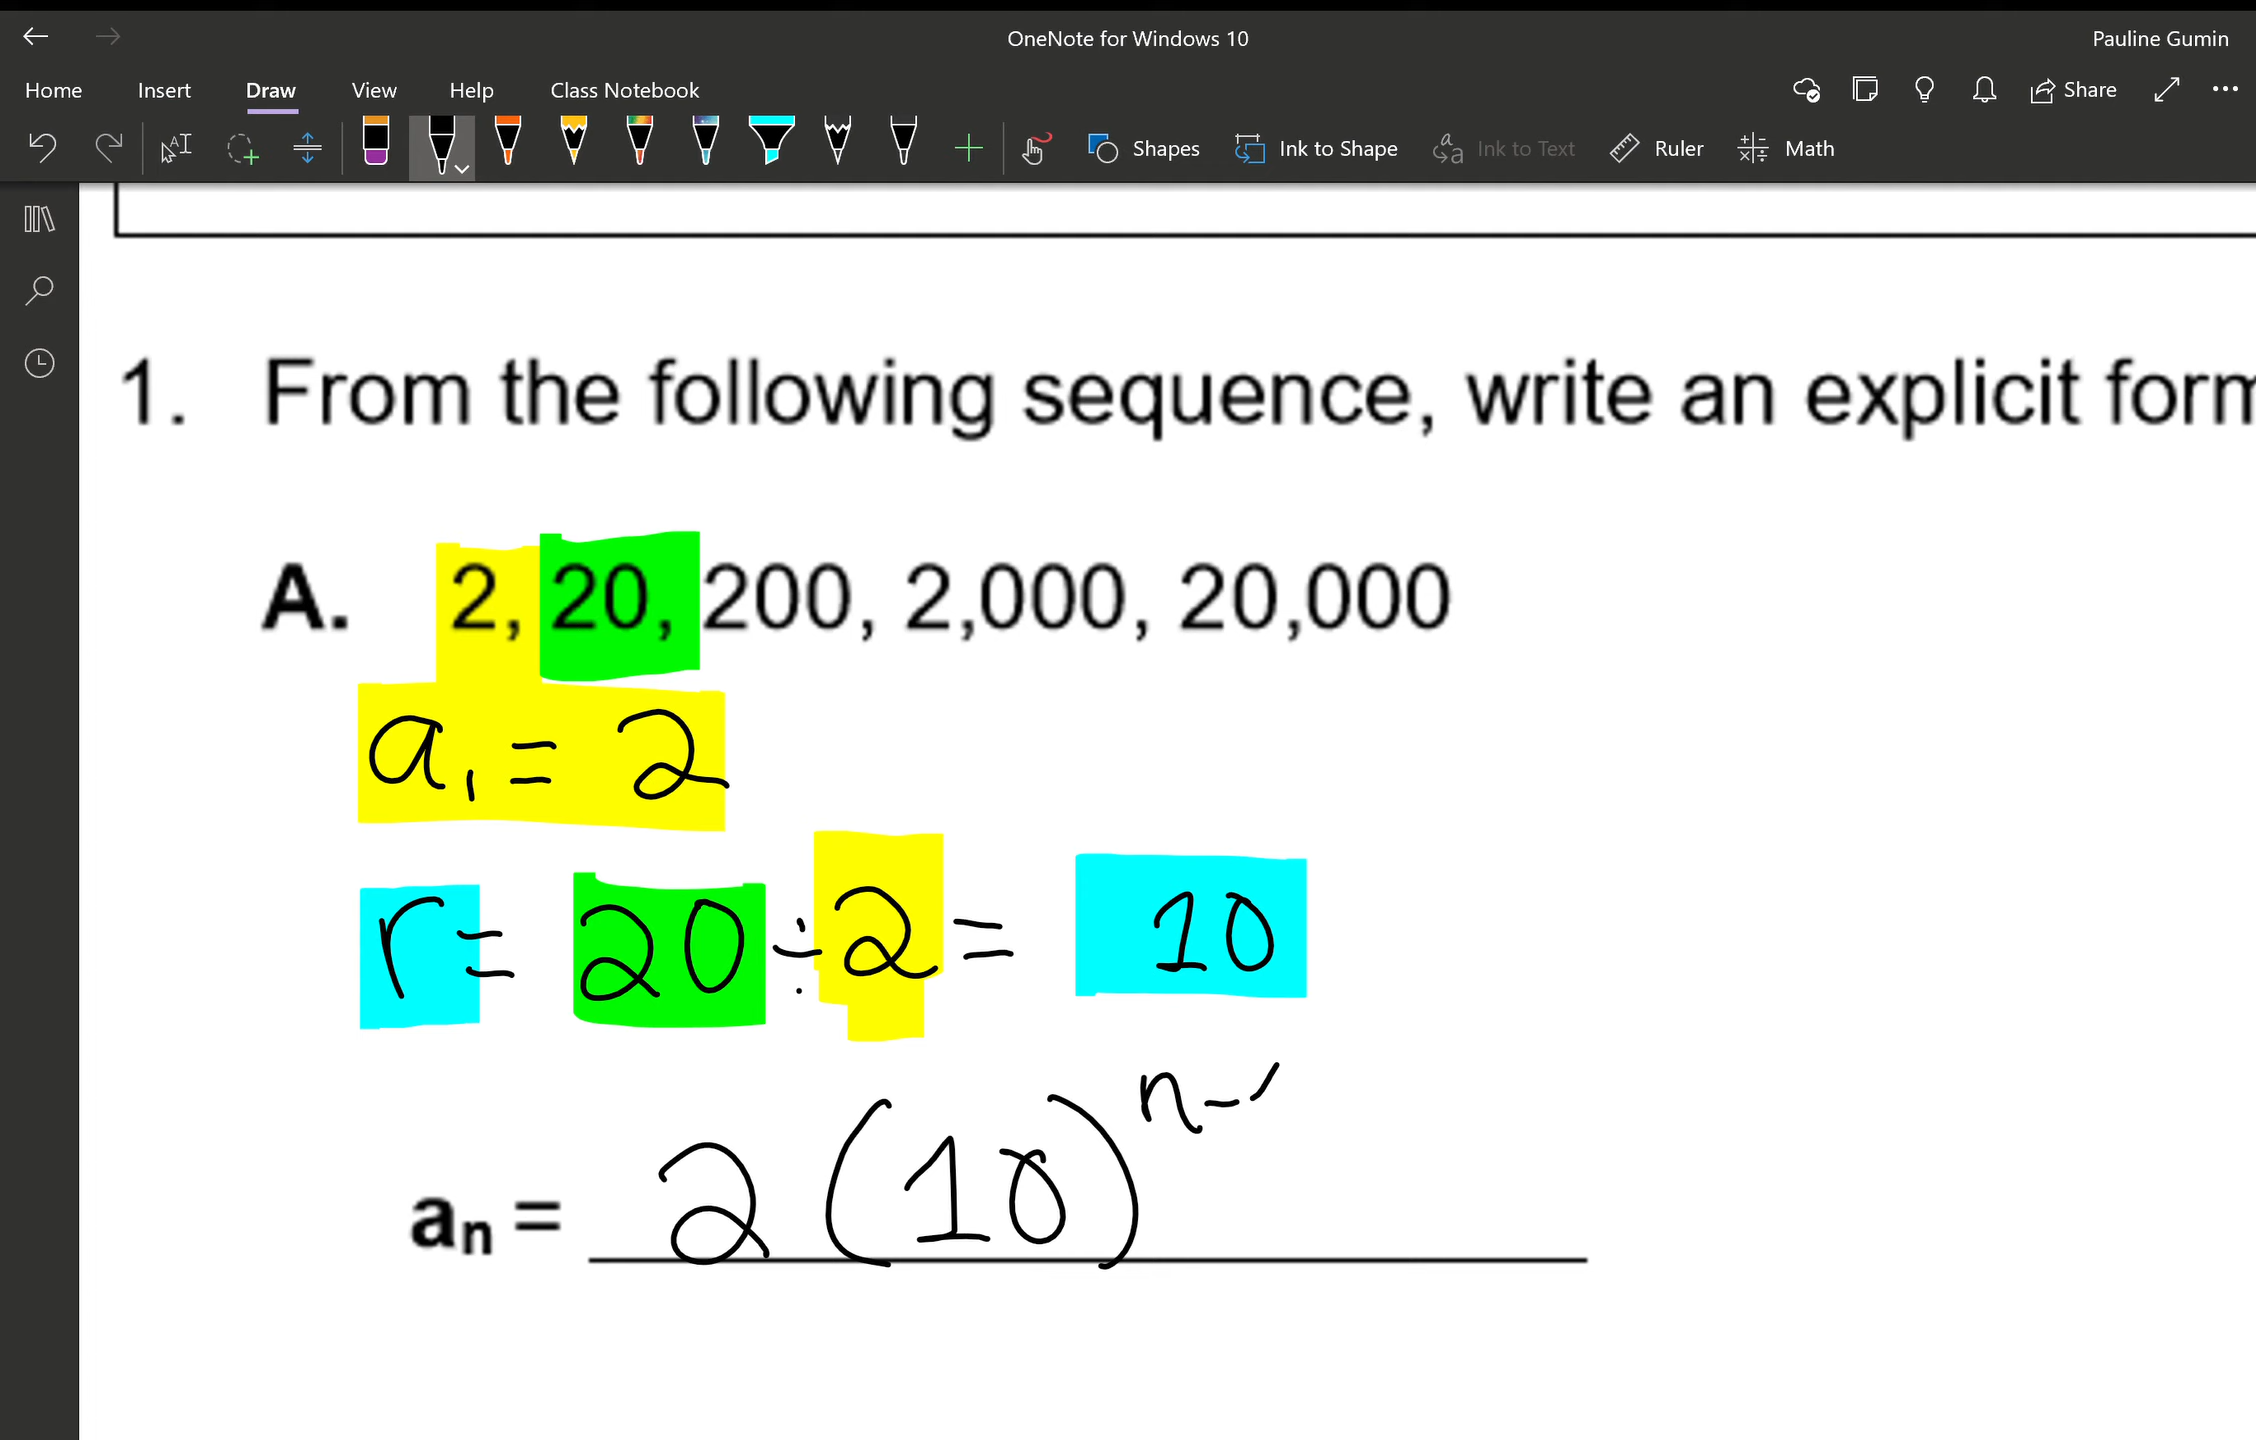 OneNote for Windows 10
Pauline Gumin
Home Insert Draw View Help Class Notebook Share
Shapes Ink to Shape Ink to Text Ruler Math
1. From the following sequence, write an explicit form
A. 2, 20, 200, 2,000, 20,000
a₁ = 2
r = 20 ÷ 2 = 10
aₙ = 2(10)ⁿ⁻